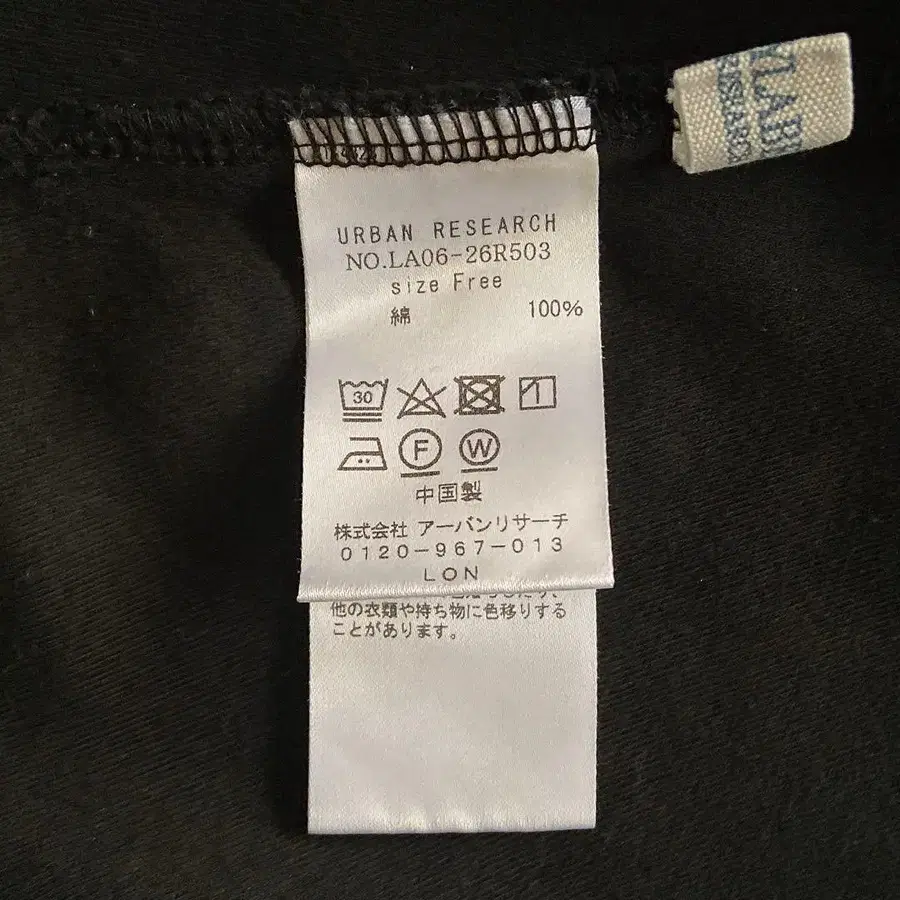 URBAN RESEARCH
NO.LA06-26R503
size Free
綿 100%
30
F W
中国製
株式会社 アーバンリサーチ
0120-967-013
LON
他の衣類や持ち物に色移りする
ことがあります。